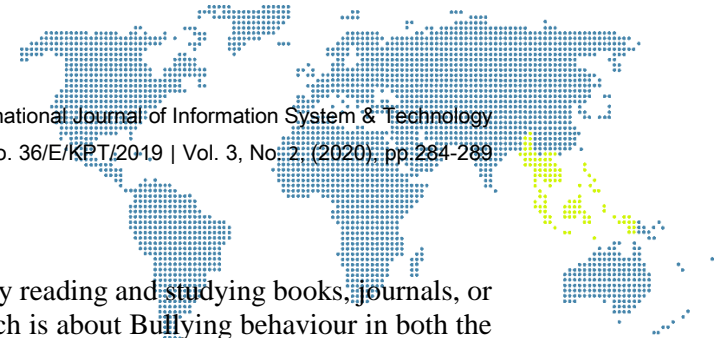 national Journal of Information System & Technology
o. 36/E/KPT/2019 | Vol. 3, No. 2, (2020), pp.284-289
y reading and studying books, journals, or
ch is about Bullying behaviour in both the